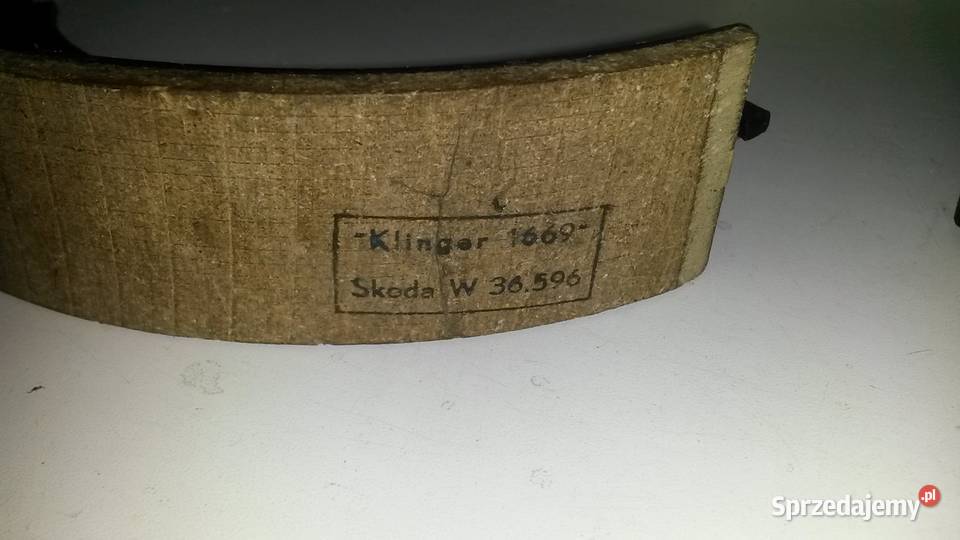 "Klinger 1669"
Skoda W 36.596
Sprzedajemy.pl